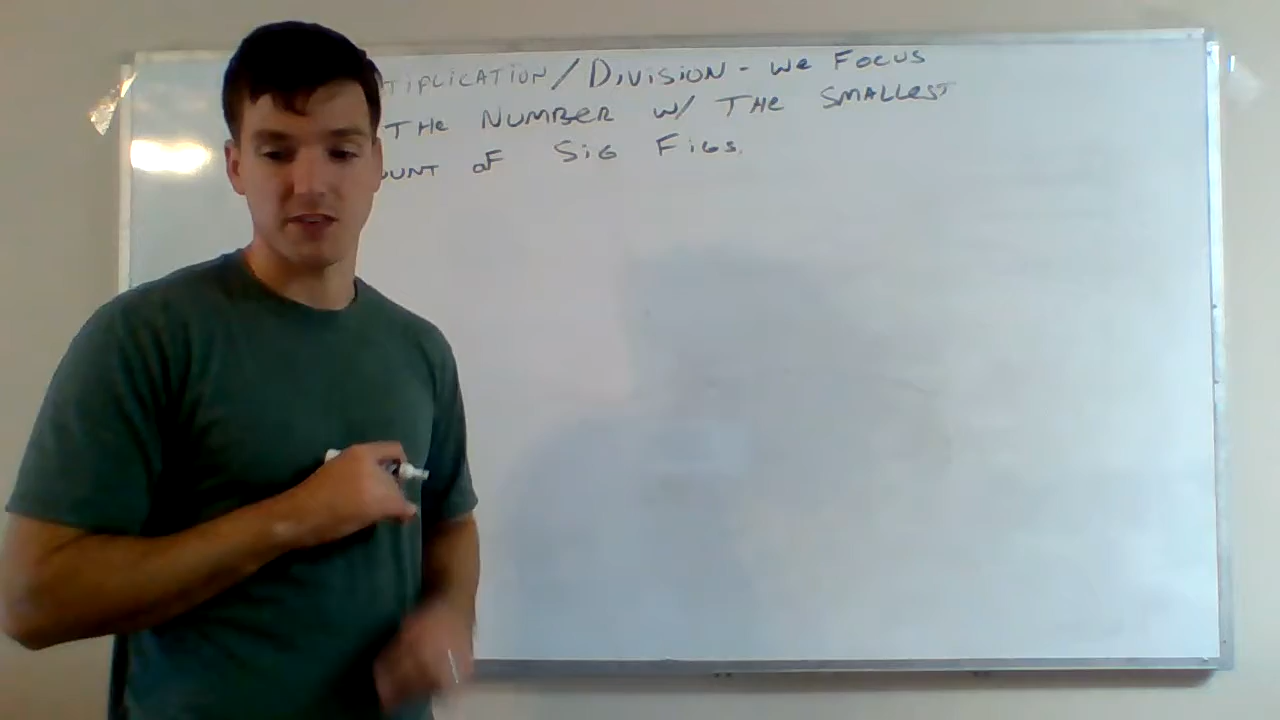 TIPLICATION/DIVISION - WE FOCUS
THE NUMBER W/ THE SMALLEST
OUNT OF SIG FIGS.